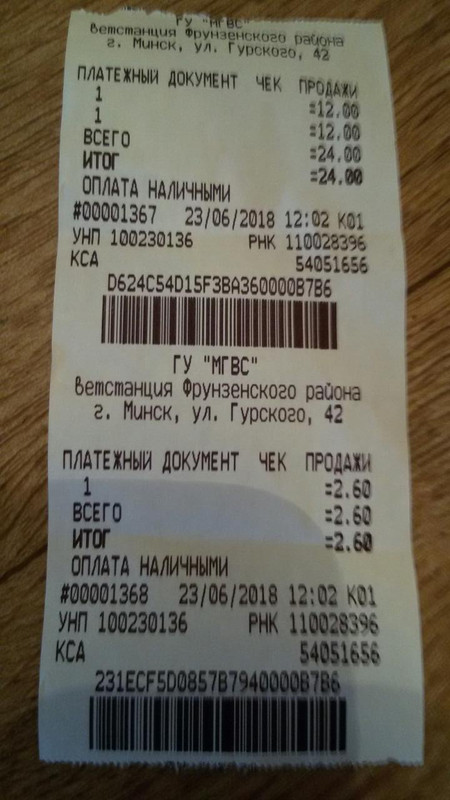 ГУ "МГВС"
Ветстанция Фрунзенского района
г. Минск, ул. Гурского, 42
ПЛАТЕЖНЫЙ ДОКУМЕНТ ЧЕК ПРОДАЖИ
1 =12.00
1 =12.00
ВСЕГО =24.00
ИТОГ =24.00
ОПЛАТА НАЛИЧНЫМИ
#00001367 23/06/2018 12:02 К01
УНП 100230136 РНК 110028396
КСА 54051656
D624C54D15F3BA360000B7B6
ГУ "МГВС"
Ветстанция Фрунзенского района
г. Минск, ул. Гурского, 42
ПЛАТЕЖНЫЙ ДОКУМЕНТ ЧЕК ПРОДАЖИ
1 =2.60
ВСЕГО =2.60
ИТОГ =2.60
ОПЛАТА НАЛИЧНЫМИ
#00001368 23/06/2018 12:02 К01
УНП 100230136 РНК 110028396
КСА 54051656
231ECF5D0857B7940000B7B6